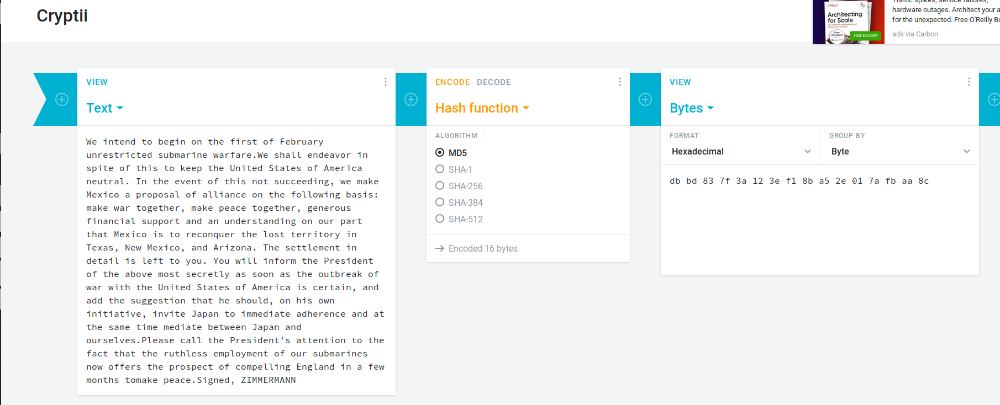 Cryptii
Traffic spikes, service failures,
hardware outages. Architect your a
for the unexpected. Free O'Reilly Bo
ads via Carbon
O'REILLY
Architecting
for Scale
Free
Chapters
FREE EXCERPT
VIEW
Text
We intend to begin on the first of February
unrestricted submarine warfare.We shall endeavor in
spite of this to keep the United States of America
neutral. In the event of this not succeeding, we make
Mexico a proposal of alliance on the following basis:
make war together, make peace together, generous
financial support and an understanding on our part
that Mexico is to reconquer the lost territory in
Texas, New Mexico, and Arizona. The settlement in
detail is left to you. You will inform the President
of the above most secretly as soon as the outbreak of
war with the United States of America is certain, and
add the suggestion that he should, on his own
initiative, invite Japan to immediate adherence and at
the same time mediate between Japan and
ourselves.Please call the President's attention to the
fact that the ruthless employment of our submarines
now offers the prospect of compelling England in a few
months tomake peace.Signed, ZIMMERMANN
ENCODE DECODE
Hash function
ALGORITHM
MD5
SHA-1
SHA-256
SHA-384
SHA-512
Encoded 16 bytes
VIEW
Bytes
FORMAT
Hexadecimal
GROUP BY
Byte
db bd 83 7f 3a 12 3e f1 8b a5 2e 01 7a fb aa 8c